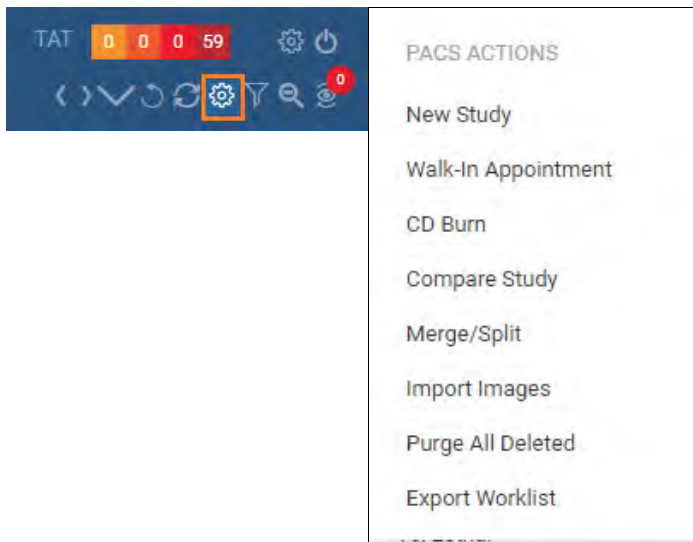 TAT 0 0 0 59
0
PACS ACTIONS
New Study
Walk-In Appointment
CD Burn
Compare Study
Merge/Split
Import Images
Purge All Deleted
Export Worklist